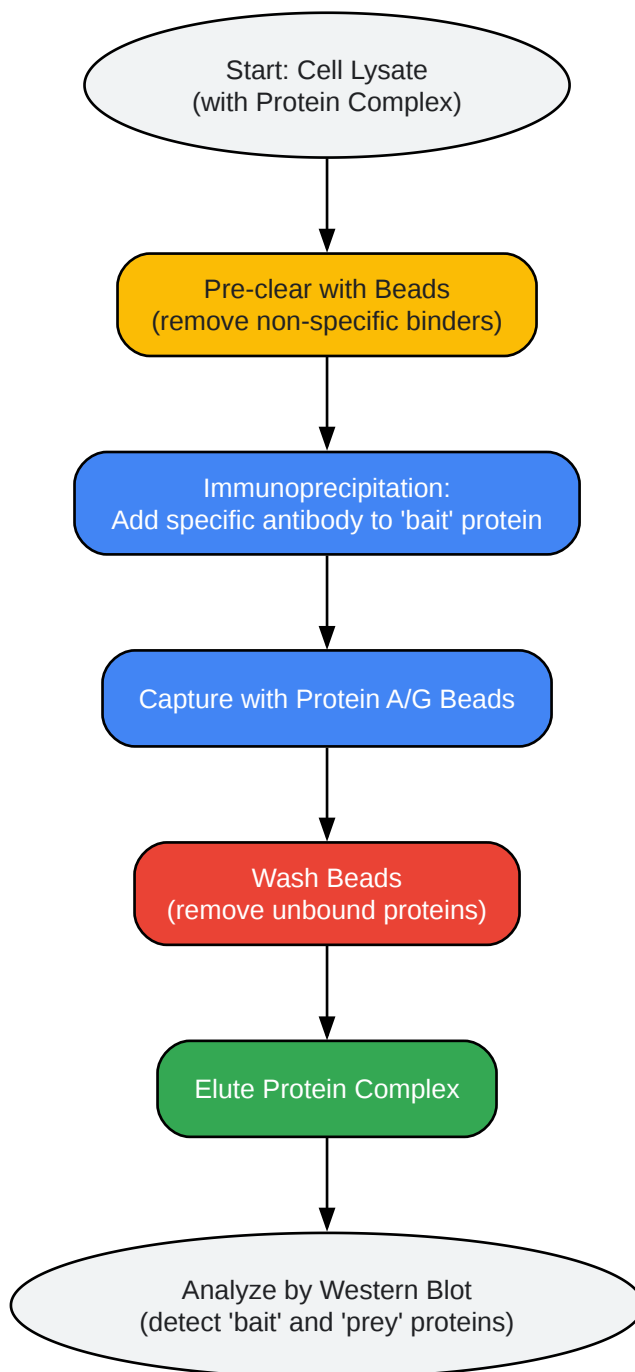 Start: Cell Lysate
(with Protein Complex)
Pre-clear with Beads
(remove non-specific binders)
Immunoprecipitation:
Add specific antibody to 'bait' protein
Capture with Protein A/G Beads
Wash Beads
(remove unbound proteins)
Elute Protein Complex
Analyze by Western Blot
(detect 'bait' and 'prey' proteins)